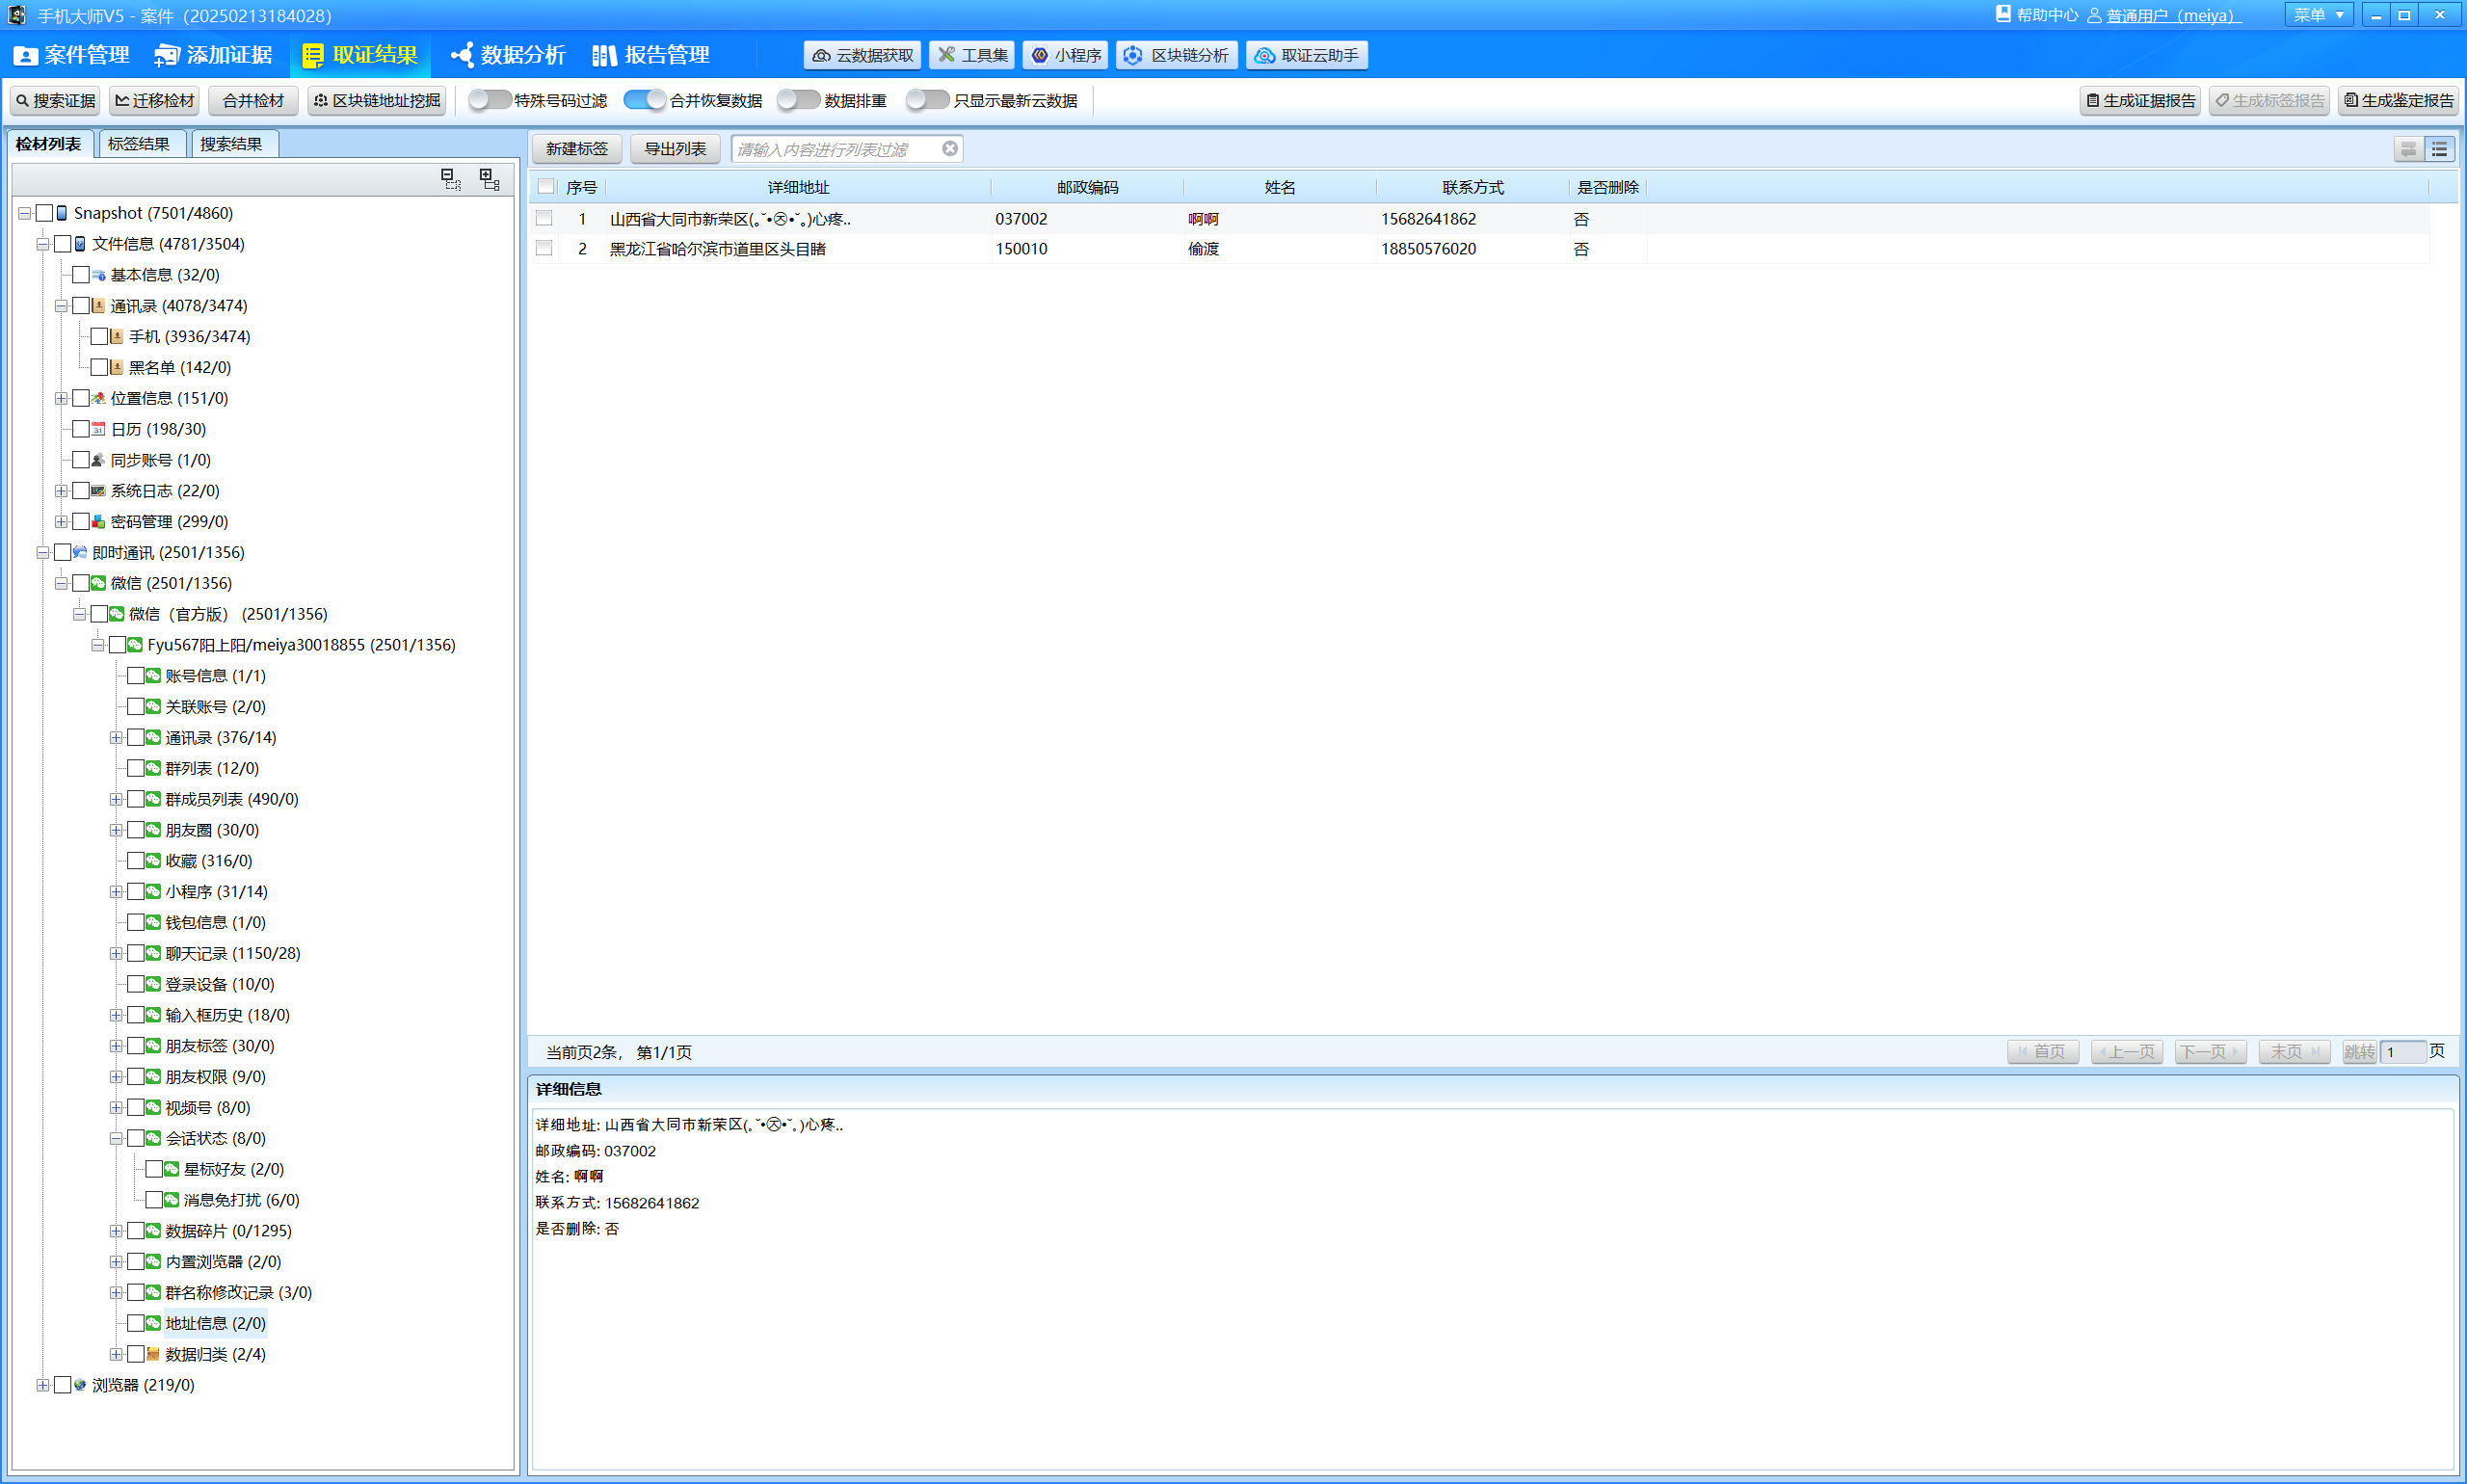 手机大师V5 - 案件（20250213184028）
帮助中心 普通用户（meiya） 菜单
案件管理 添加证据 取证结果 数据分析 报告管理 云数据获取 工具集 小程序 区块链分析 取证云助手
搜索证据 迁移检材 合并检材 区块链地址挖掘 特殊号码过滤 合并恢复数据 数据排重 只显示最新云数据 生成证据报告 生成标签报告 生成鉴定报告
检材列表 标签结果 搜索结果
Snapshot (7501/4860)
文件信息 (4781/3504)
基本信息 (32/0)
通讯录 (4078/3474)
手机 (3936/3474)
黑名单 (142/0)
位置信息 (151/0)
日历 (198/30)
同步账号 (1/0)
系统日志 (22/0)
密码管理 (299/0)
即时通讯 (2501/1356)
微信 (2501/1356)
微信（官方版） (2501/1356)
Fyu567阳上阳/meiya30018855 (2501/1356)
账号信息 (1/1)
关联账号 (2/0)
通讯录 (376/14)
群列表 (12/0)
群成员列表 (490/0)
朋友圈 (30/0)
收藏 (316/0)
小程序 (31/14)
钱包信息 (1/0)
聊天记录 (1150/28)
登录设备 (10/0)
输入框历史 (18/0)
朋友标签 (30/0)
朋友权限 (9/0)
视频号 (8/0)
会话状态 (8/0)
星标好友 (2/0)
消息免打扰 (6/0)
数据碎片 (0/1295)
内置浏览器 (2/0)
群名称修改记录 (3/0)
地址信息 (2/0)
数据归类 (2/4)
浏览器 (219/0)
新建标签 导出列表 请输入内容进行列表过滤
序号 详细地址 邮政编码 姓名 联系方式 是否删除
1 山西省大同市新荣区(｡˘•㉨•˘｡)心疼.. 037002 啊啊 15682641862 否
2 黑龙江省哈尔滨市道里区头目睹 150010 偷渡 18850576020 否
当前页2条， 第1/1页 首页 上一页 下一页 末页 跳转 1 页
详细信息
详细地址: 山西省大同市新荣区(｡˘•㉨•˘｡)心疼..
邮政编码: 037002
姓名: 啊啊
联系方式: 15682641862
是否删除: 否